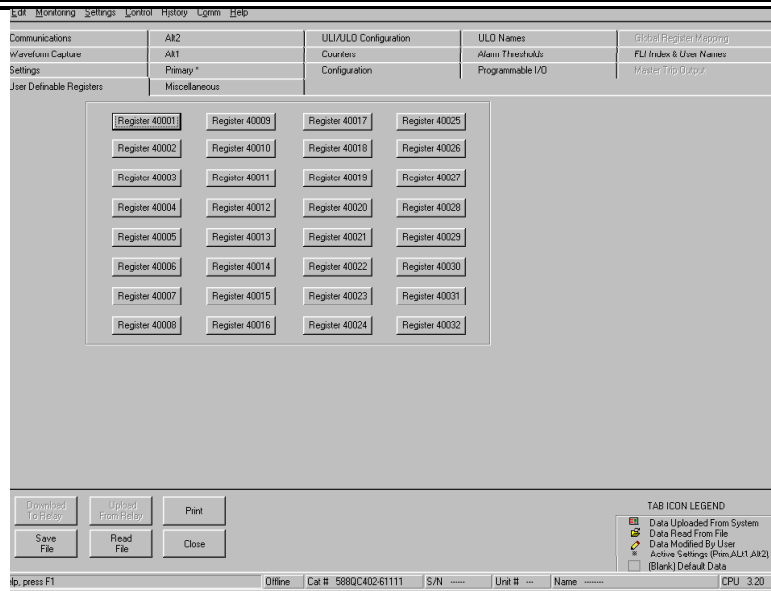 Edit Monitoring Settings Control History Comm Help
Communications Alt2 ULI/ULO Configuration ULO Names Global Register Mapping
Waveform Capture Alt1 Counters Alarm Thresholds FLI Index & User Names
Settings Primary * Configuration Programmable I/O Master Trip Output
User Definable Registers Miscellaneous
Register 40001 Register 40009 Register 40017 Register 40025
Register 40002 Register 40010 Register 40018 Register 40026
Register 40003 Register 40011 Register 40019 Register 40027
Register 40004 Register 40012 Register 40020 Register 40028
Register 40005 Register 40013 Register 40021 Register 40029
Register 40006 Register 40014 Register 40022 Register 40030
Register 40007 Register 40015 Register 40023 Register 40031
Register 40008 Register 40016 Register 40024 Register 40032
Download To Relay
Upload From Relay
Print
Save File
Read File
Close
TAB ICON LEGEND
Data Uploaded From System
Data Read From File
Data Modified By User
* Active Settings (Prim,ALt1,Alt2)
(Blank) Default Data
elp, press F1 Offline Cat # 588QC402-61111 S/N ------ Unit # --- Name -------- CPU 3.20